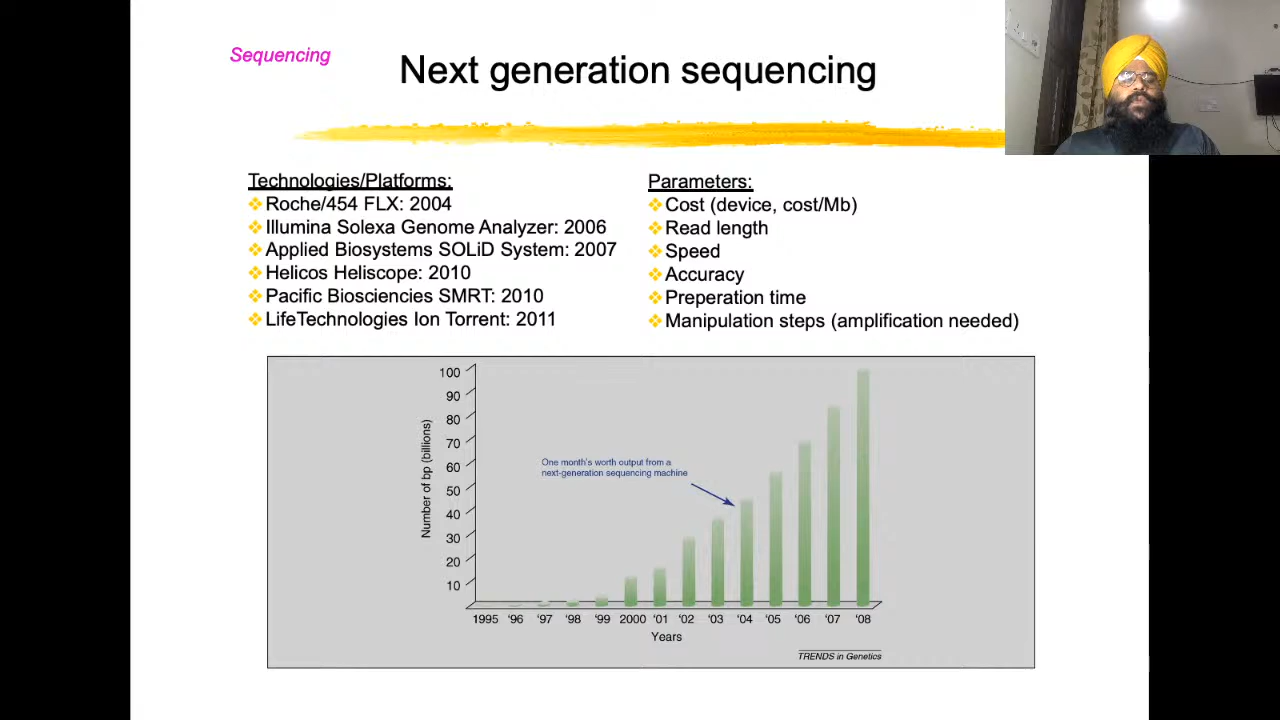 Sequencing
Next generation sequencing
Technologies/Platforms:
Roche/454 FLX: 2004
Illumina Solexa Genome Analyzer: 2006
Applied Biosystems SOLiD System: 2007
Helicos Heliscope: 2010
Pacific Biosciencies SMRT: 2010
LifeTechnologies Ion Torrent: 2011
Parameters:
Cost (device, cost/Mb)
Read length
Speed
Accuracy
Preperation time
Manipulation steps (amplification needed)
100
90
80
70
60
50
40
30
20
10
Number of bp (billions)
One month's worth output from a
next-generation sequencing machine
1995 '96 '97 '98 '99 2000 '01 '02 '03 '04 '05 '06 '07 '08
Years
TRENDS in Genetics